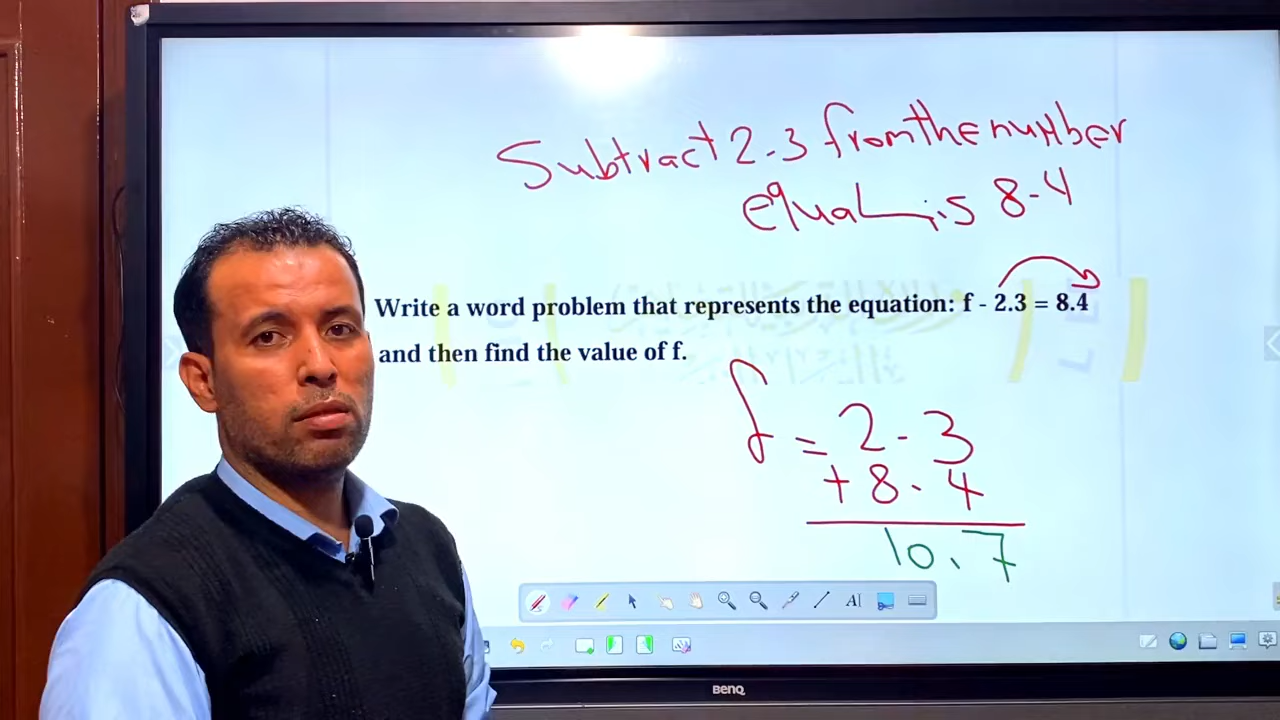 Subtract 2.3 from the number
equal is 8.4
Write a word problem that represents the equation: f - 2.3 = 8.4
and then find the value of f.
f = 2.3
+ 8.4
10.7
A|
BENQ